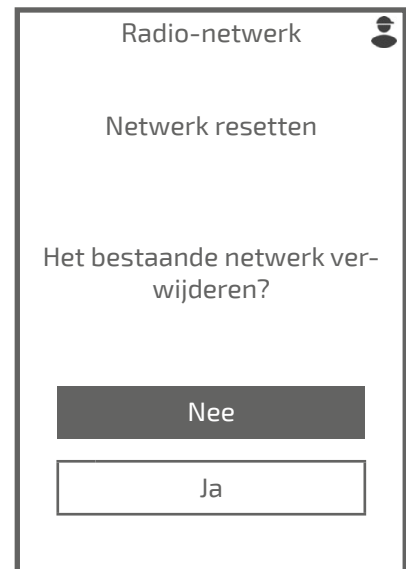 Radio-netwerk
Netwerk resetten
Het bestaande netwerk ver-
wijderen?
Nee
Ja